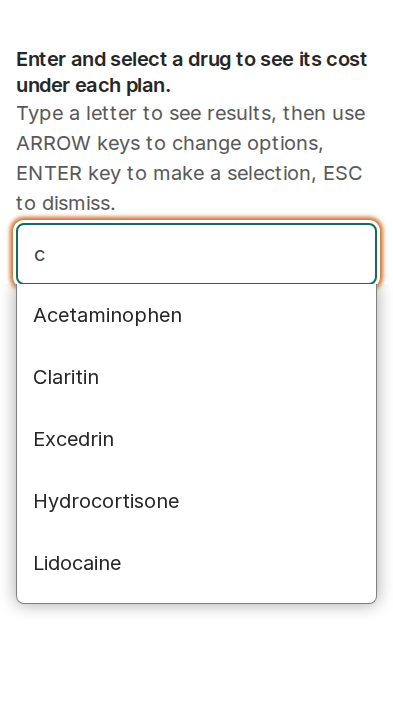 Enter and select a drug to see its cost
under each plan.
Type a letter to see results, then use
ARROW keys to change options,
ENTER key to make a selection, ESC
to dismiss.
c
Acetaminophen
Claritin
Excedrin
Hydrocortisone
Lidocaine